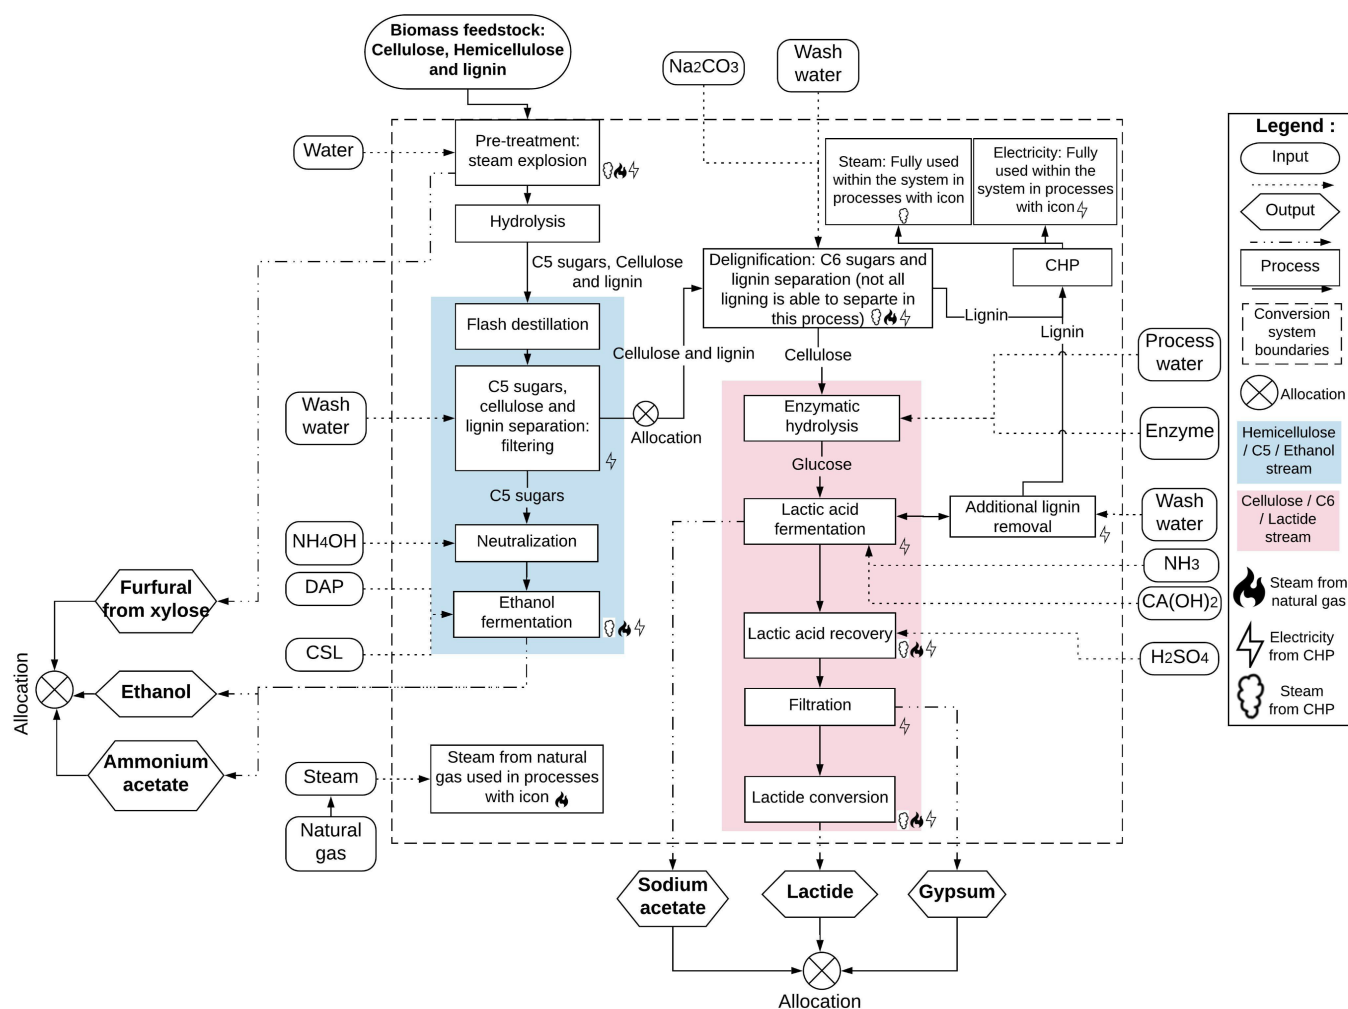 Biomass feedstock:
Cellulose, Hemicellulose
and lignin
Na2CO3
Wash
water
Water
Pre-treatment:
steam explosion
Hydrolysis
C5 sugars, Cellulose
and lignin
Flash destillation
C5 sugars,
cellulose and
lignin separation:
filtering
Wash
water
Cellulose and lignin
Allocation
C5 sugars
NH4OH
Neutralization
DAP
Ethanol
fermentation
CSL
Furfural
from xylose
Ethanol
Ammonium
acetate
Allocation
Steam
Natural
gas
Steam from natural
gas used in processes
with icon
Steam: Fully used
within the system in
processes with icon
Electricity: Fully
used within the
system in processes
with icon
Delignification: C6 sugars and
lignin separation (not all
ligning is able to separte in
this process)
CHP
Lignin
Lignin
Cellulose
Enzymatic
hydrolysis
Glucose
Lactic acid
fermentation
Additional lignin
removal
Lactic acid recovery
Filtration
Lactide conversion
Process
water
Enzyme
Wash
water
NH3
CA(OH)2
H2SO4
Sodium
acetate
Lactide
Gypsum
Allocation
Legend :
Input
Output
Process
Conversion
system
boundaries
Allocation
Hemicellulose
/ C5 / Ethanol
stream
Cellulose / C6
/ Lactide
stream
Steam from
natural gas
Electricity
from CHP
Steam
from CHP